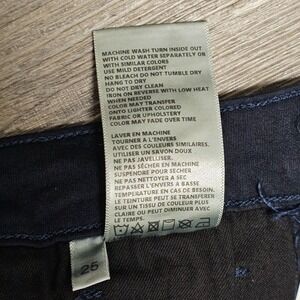 MACHINE WASH TURN INSIDE OUT
WITH COLD WATER SEPARATELY OR
WITH SIMILAR COLORS
USE MILD DETERGENT
NO BLEACH DO NOT TUMBLE DRY
HANG TO DRY
DO NOT DRY CLEAN
IRON ON REVERSE WITH LOW HEAT
WHEN NEEDED
COLOR MAY TRANSFER
ONTO LIGHTER COLORED
FABRIC OR UPHOLSTERY
COLOR MAY FADE OVER TIME
LAVER EN MACHINE
TOURNER A L'ENVERS
AVEC DES COULEURS SIMILAIRES.
UTILISER UN SAVON DOUX
NE PAS JAVELLISER.
NE PAS SÉCHER EN MACHINE
SUSPENDRE POUR SÉCHER
NE PAS NETTOYER A SEC
REPASSER L'ENVERS A BASSE
TEMPERATURE EN CAS DE BESOIN.
LE TEINTURE PEUT SE TRANSFERER
SUR UN TISSU DE COULEUR PLUS
CLAIR, DIMINUER AVEC
LE TEMPS.
25